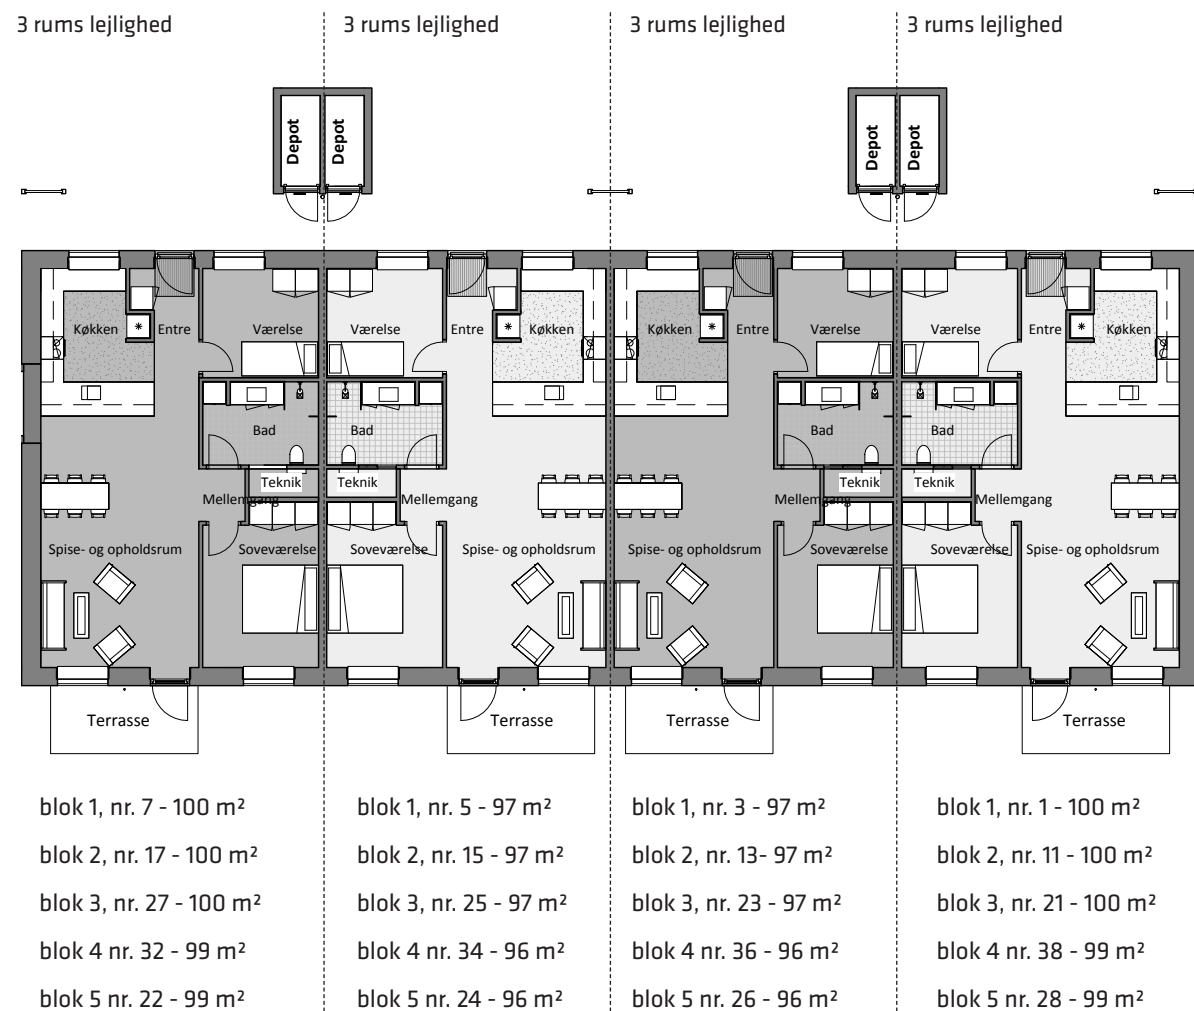 3 rums lejlighed 3 rums lejlighed 3 rums lejlighed 3 rums lejlighed
Depot Depot Depot Depot
Køkken Entre Værelse Værelse Entre Køkken Køkken Entre Værelse Værelse Entre Køkken
Bad Bad Bad Bad
Teknik Teknik Teknik Teknik
Mellemgang Mellemgang Mellemgang Mellemgang
Spise- og opholdsrum Soveværelse Soveværelse Spise- og opholdsrum Spise- og opholdsrum Soveværelse Soveværelse Spise- og opholdsrum
Terrasse Terrasse Terrasse Terrasse
blok 1, nr. 7 - 100 m² blok 1, nr. 5 - 97 m² blok 1, nr. 3 - 97 m² blok 1, nr. 1 - 100 m²
blok 2, nr. 17 - 100 m² blok 2, nr. 15 - 97 m² blok 2, nr. 13- 97 m² blok 2, nr. 11 - 100 m²
blok 3, nr. 27 - 100 m² blok 3, nr. 25 - 97 m² blok 3, nr. 23 - 97 m² blok 3, nr. 21 - 100 m²
blok 4 nr. 32 - 99 m² blok 4 nr. 34 - 96 m² blok 4 nr. 36 - 96 m² blok 4 nr. 38 - 99 m²
blok 5 nr. 22 - 99 m² blok 5 nr. 24 - 96 m² blok 5 nr. 26 - 96 m² blok 5 nr. 28 - 99 m²